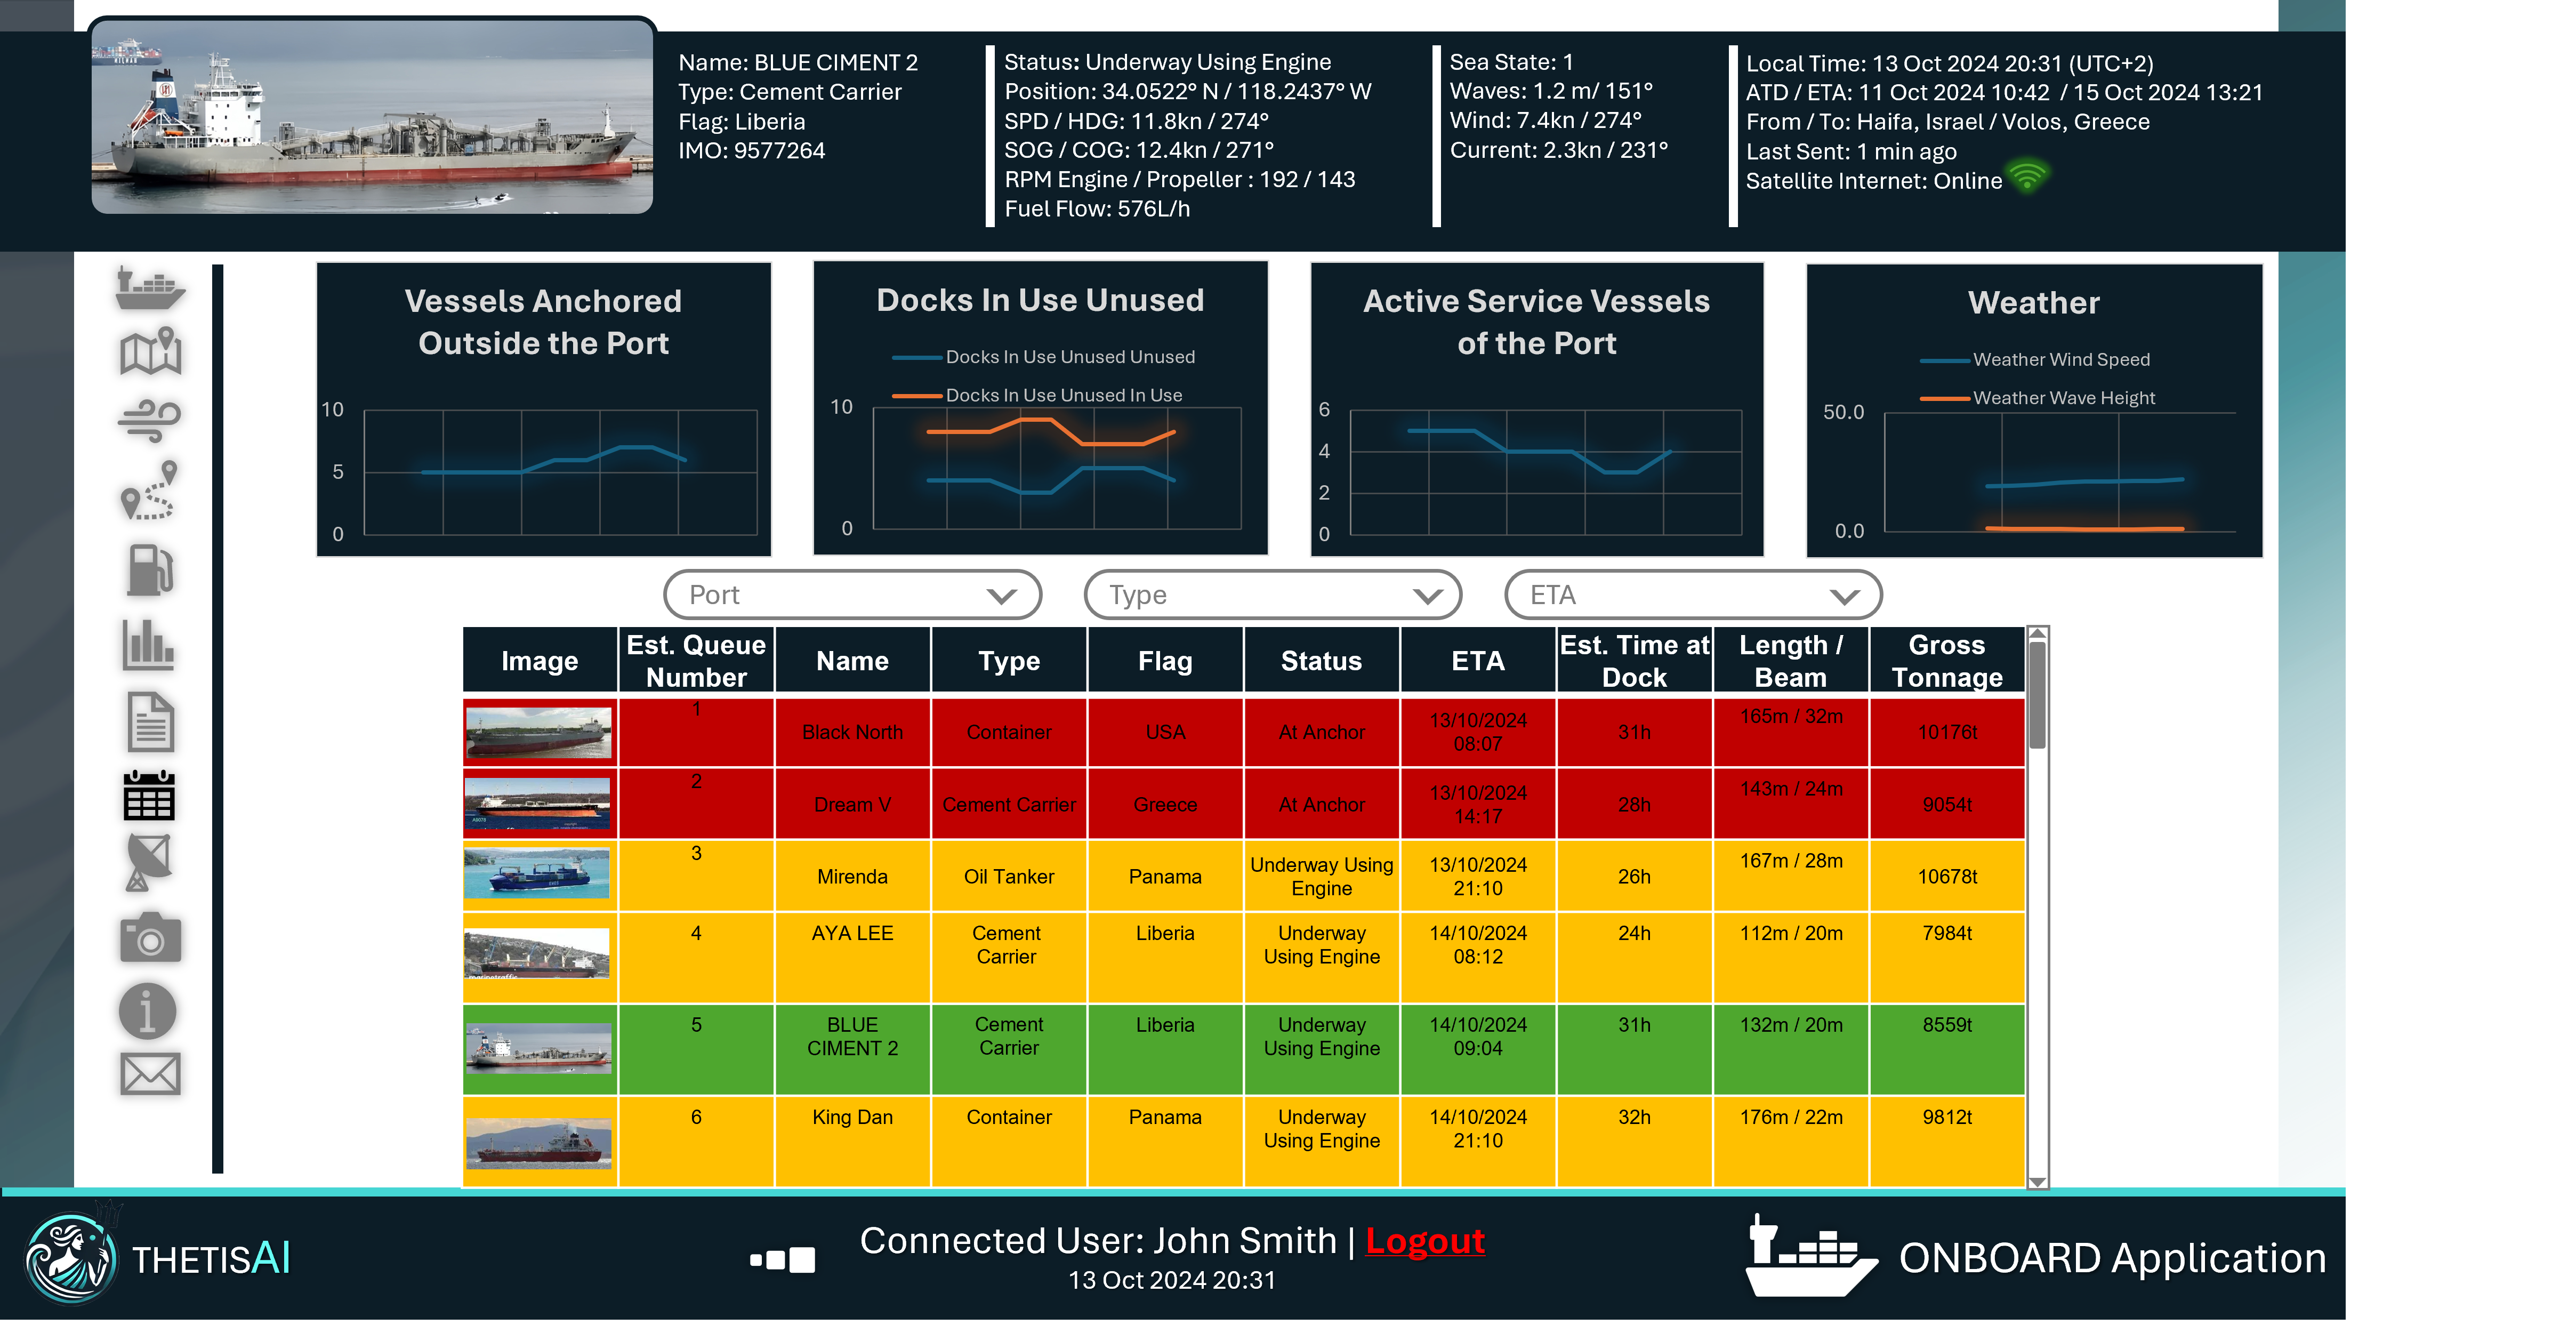 Name: BLUE CIMENT 2
Type: Cement Carrier
Flag: Liberia
IMO: 9577264
Status: Underway Using Engine
Position: 34.0522° N / 118.2437° W
SPD / HDG: 11.8kn / 274°
SOG / COG: 12.4kn / 271°
RPM Engine / Propeller : 192 / 143
Fuel Flow: 576L/h
Sea State: 1
Waves: 1.2 m/ 151°
Wind: 7.4kn / 274°
Current: 2.3kn / 231°
Local Time: 13 Oct 2024 20:31 (UTC+2)
ATD / ETA: 11 Oct 2024 10:42 / 15 Oct 2024 13:21
From / To: Haifa, Israel / Volos, Greece
Last Sent: 1 min ago
Satellite Internet: Online
Vessels Anchored
Outside the Port
10
5
0
Docks In Use Unused
Docks In Use Unused Unused
Docks In Use Unused In Use
10
0
Active Service Vessels
of the Port
6
4
2
0
Weather
Weather Wind Speed
Weather Wave Height
50.0
0.0
Port
Type
ETA
Image
Est. Queue
Number
Name
Type
Flag
Status
ETA
Est. Time at
Dock
Length /
Beam
Gross
Tonnage
1
Black North
Container
USA
At Anchor
13/10/2024
08:07
31h
165m / 32m
10176t
2
Dream V
Cement Carrier
Greece
At Anchor
13/10/2024
14:17
28h
143m / 24m
9054t
3
Mirenda
Oil Tanker
Panama
Underway Using
Engine
13/10/2024
21:10
26h
167m / 28m
10678t
4
AYA LEE
Cement
Carrier
Liberia
Underway
Using Engine
14/10/2024
08:12
24h
112m / 20m
7984t
5
BLUE
CIMENT 2
Cement
Carrier
Liberia
Underway
Using Engine
14/10/2024
09:04
31h
132m / 20m
8559t
6
King Dan
Container
Panama
Underway
Using Engine
14/10/2024
21:10
32h
176m / 22m
9812t
THETISAI
Connected User: John Smith | Logout
13 Oct 2024 20:31
ONBOARD Application